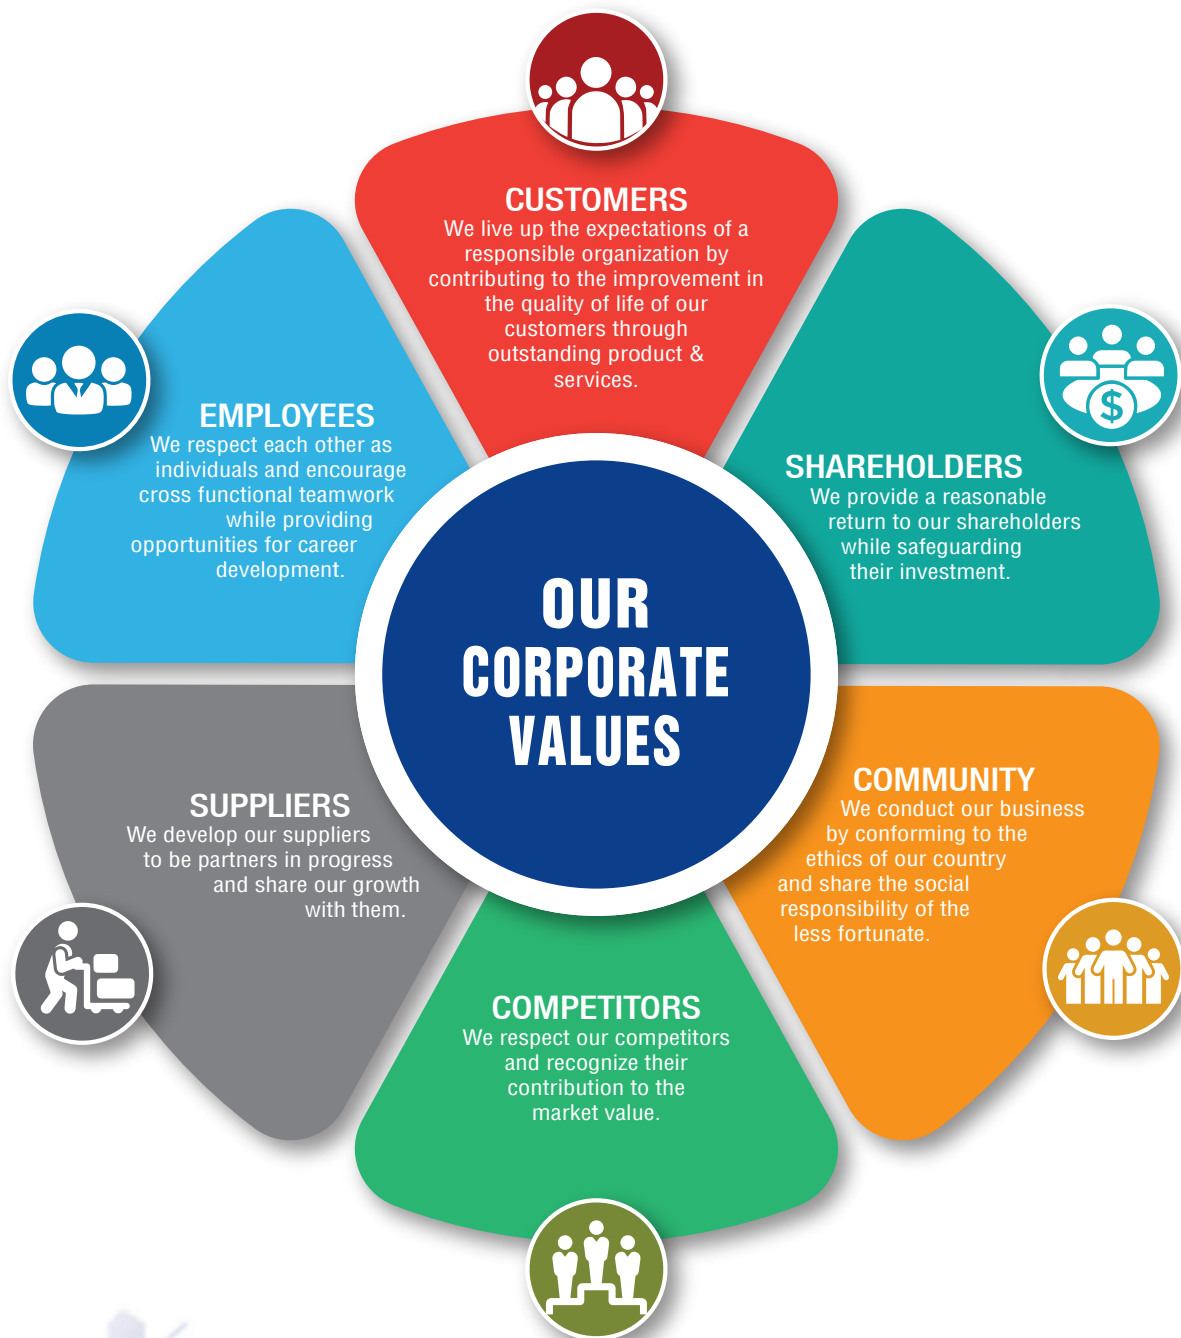 CUSTOMERS
We live up the expectations of a
responsible organization by
contributing to the improvement in
the quality of life of our
customers through
outstanding product &
services.
SHAREHOLDERS
We provide a reasonable
return to our shareholders
while safeguarding
their investment.
COMMUNITY
We conduct our business
by conforming to the
ethics of our country
and share the social
responsibility of the
less fortunate.
COMPETITORS
We respect our competitors
and recognize their
contribution to the
market value.
SUPPLIERS
We develop our suppliers
to be partners in progress
and share our growth
with them.
EMPLOYEES
We respect each other as
individuals and encourage
cross functional teamwork
while providing
opportunities for career
development.
OUR
CORPORATE
VALUES
$